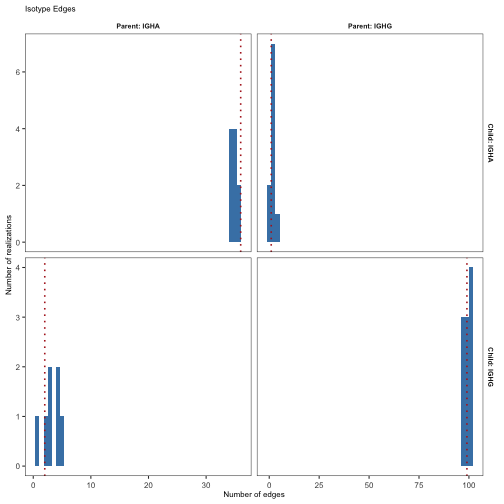 Isotype Edges
Parent: IGHA
Parent: IGHG
6
4
2
0
Child: IGHA
Number of realizations
4
3
2
1
0
Child: IGHG
0 10 20 30
0 25 50 75 100
Number of edges